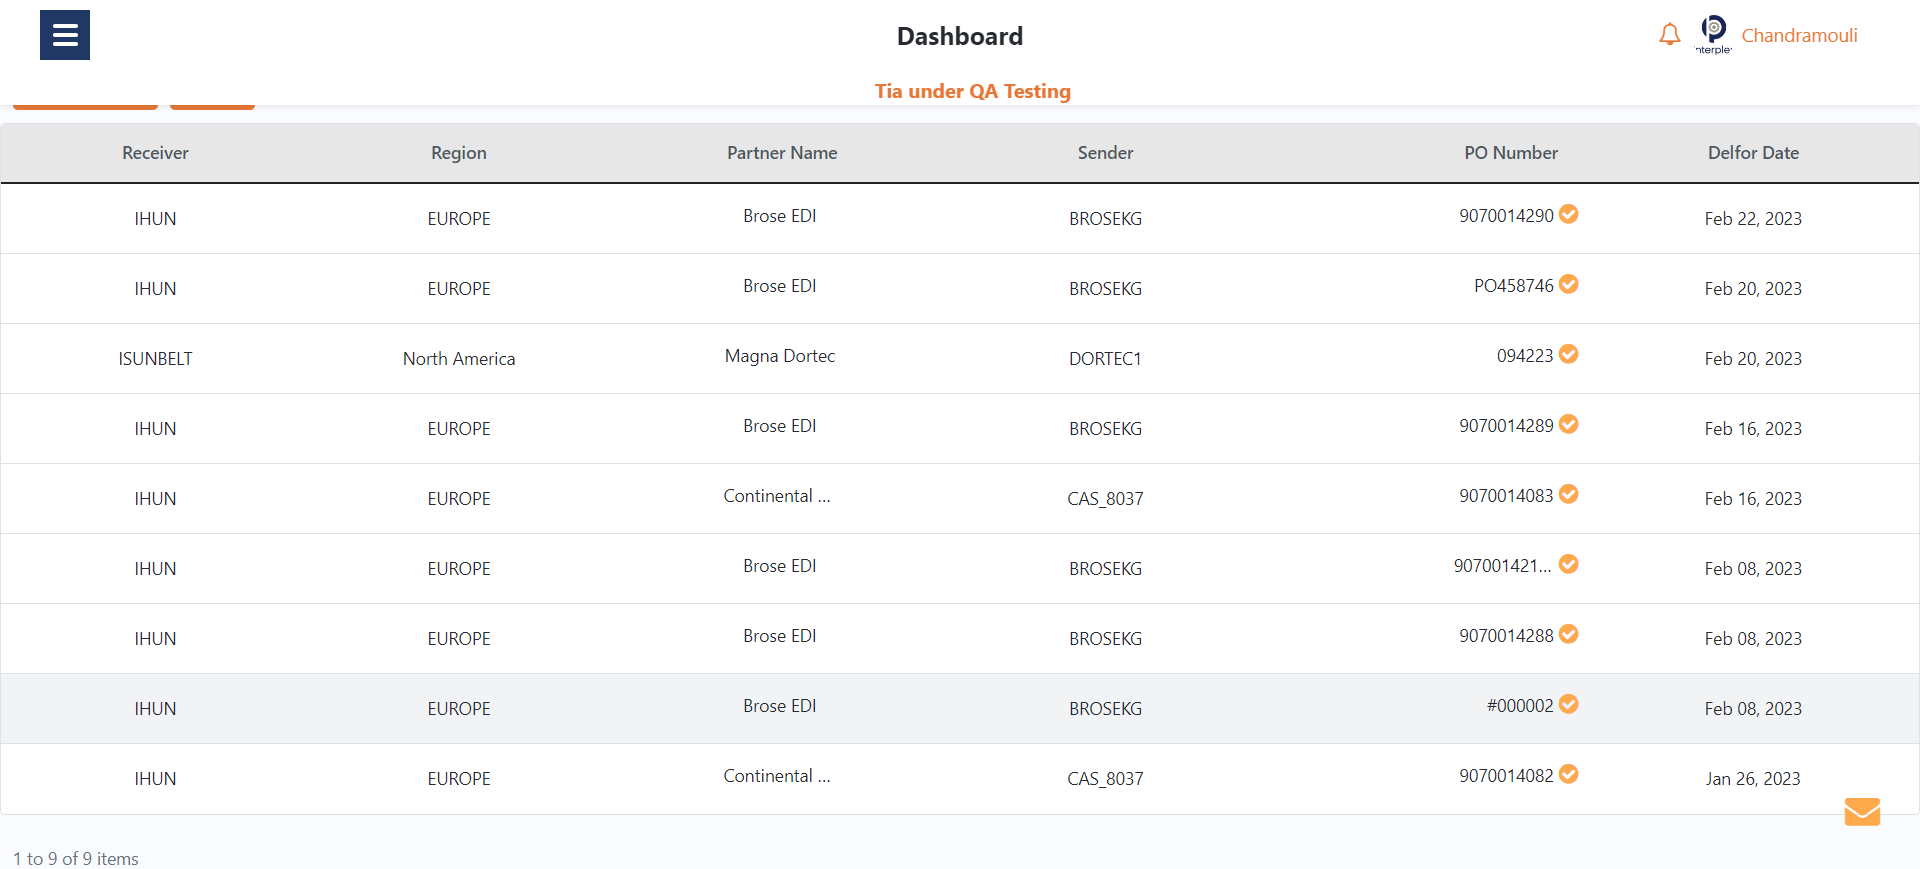 Dashboard
Chandramouli
Tia under QA Testing
Receiver Region Partner Name Sender PO Number Delfor Date
IHUN EUROPE Brose EDI BROSEKG 9070014290 Feb 22, 2023
IHUN EUROPE Brose EDI BROSEKG PO458746 Feb 20, 2023
ISUNBELT North America Magna Dortec DORTEC1 094223 Feb 20, 2023
IHUN EUROPE Brose EDI BROSEKG 9070014289 Feb 16, 2023
IHUN EUROPE Continental ... CAS_8037 9070014083 Feb 16, 2023
IHUN EUROPE Brose EDI BROSEKG 907001421... Feb 08, 2023
IHUN EUROPE Brose EDI BROSEKG 9070014288 Feb 08, 2023
IHUN EUROPE Brose EDI BROSEKG #000002 Feb 08, 2023
IHUN EUROPE Continental ... CAS_8037 9070014082 Jan 26, 2023
1 to 9 of 9 items